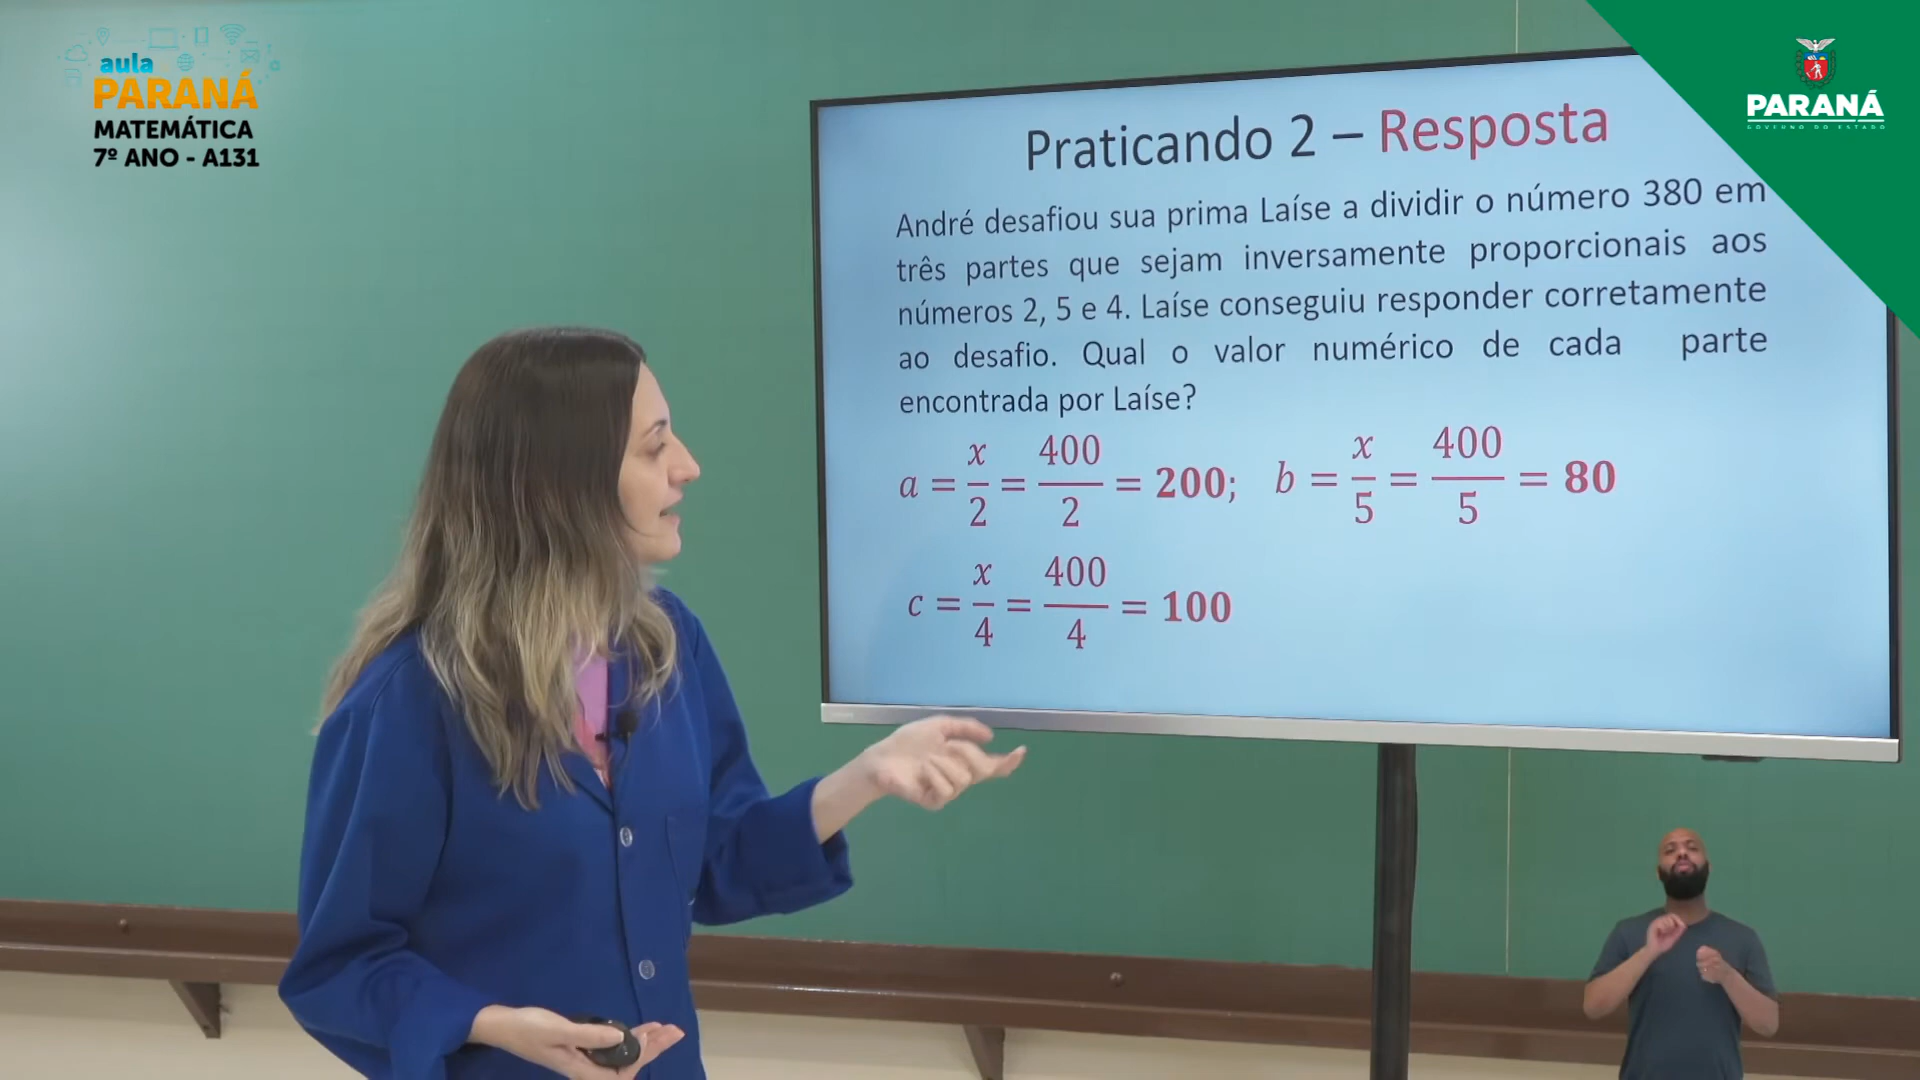 aula
PARANÁ
MATEMÁTICA
7º ANO - A131
PARANÁ
GOVERNO DO ESTADO
Praticando 2 – Resposta
André desafiou sua prima Laíse a dividir o número 380 em
três partes que sejam inversamente proporcionais aos
números 2, 5 e 4. Laíse conseguiu responder corretamente
ao desafio. Qual o valor numérico de cada parte
encontrada por Laíse?
a = x/2 = 400/2 = 200; b = x/5 = 400/5 = 80
c = x/4 = 400/4 = 100